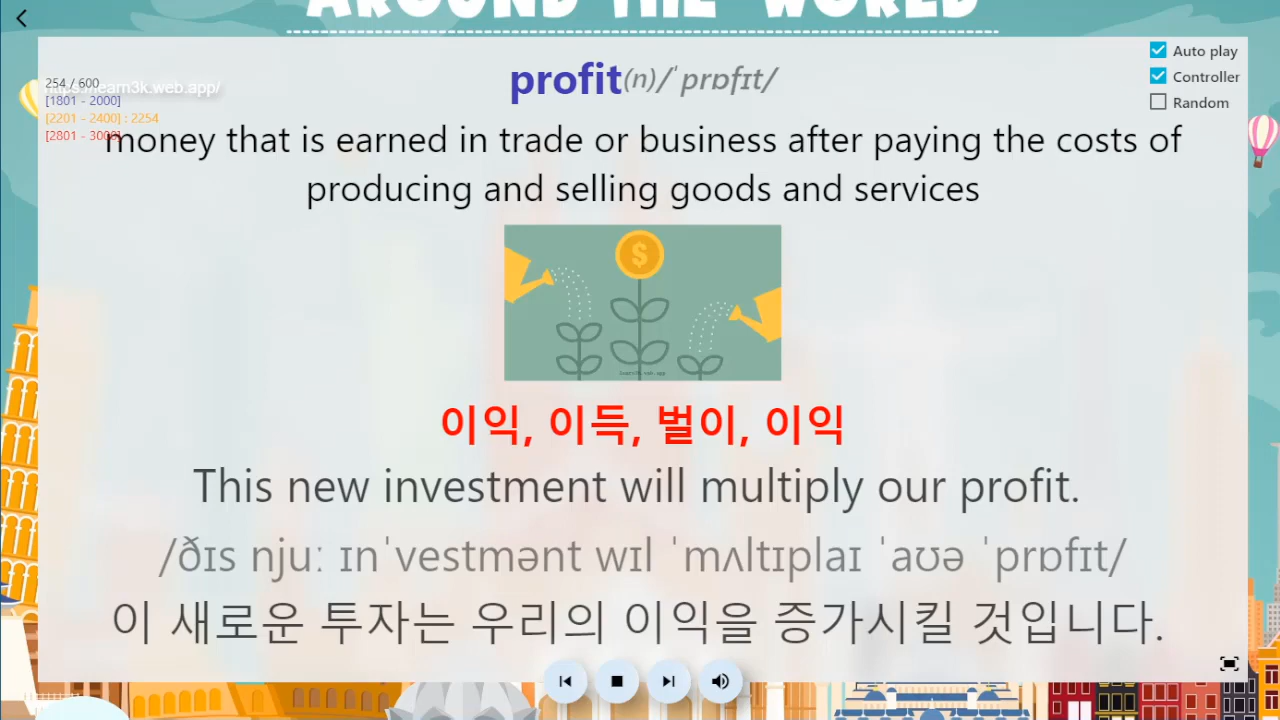 AROUND THE WORLD
Auto play
Controller
Random
254 / 600
https://learn3k.web.app/
[1801 - 2000]
[2201 - 2400] : 2254
[2801 - 3000]
profit(n)/ˈ prɒfɪt/
money that is earned in trade or business after paying the costs of
producing and selling goods and services
$
learn3k.web.app
이익, 이득, 벌이, 이익
This new investment will multiply our profit.
/ðɪs njuː ɪnˈvestmənt wɪl ˈmʌltɪplaɪ ˈaʊə ˈprɒfɪt/
이 새로운 투자는 우리의 이익을 증가시킬 것입니다.